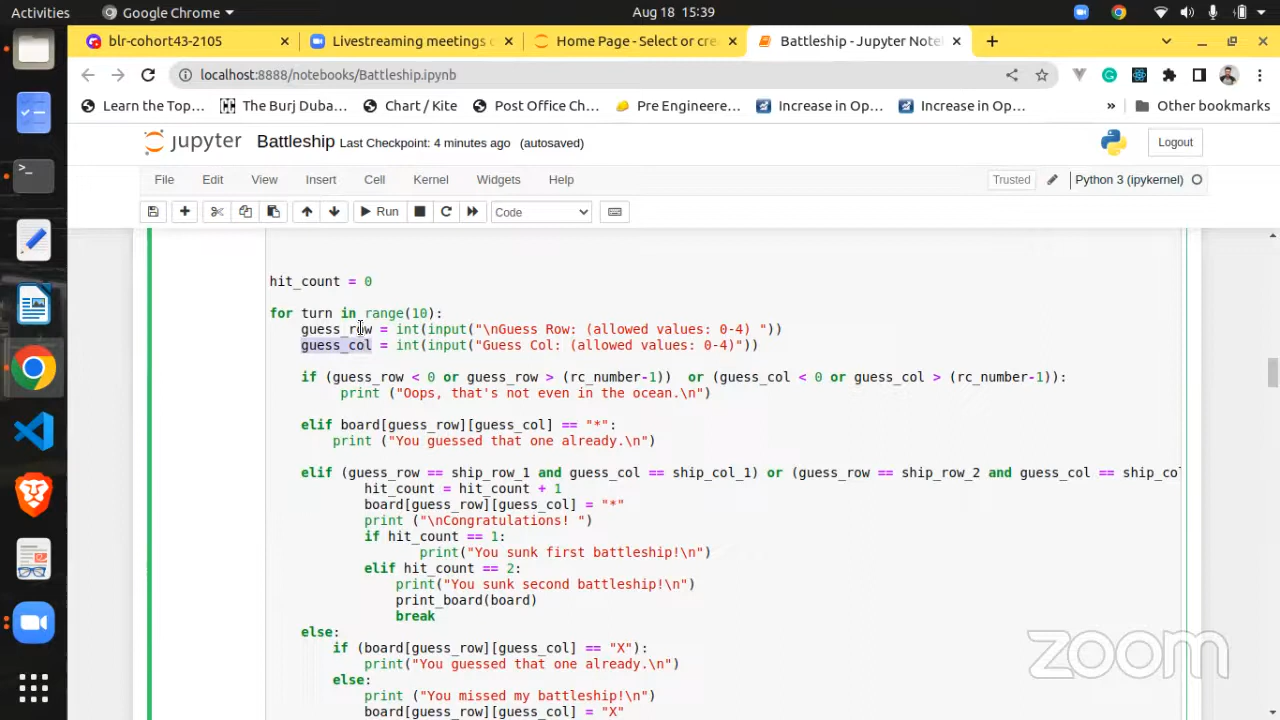 Activities
Google Chrome
Aug 18 15:39
blr-cohort43-2105
Livestreaming meetings
Home Page - Select or cre
Battleship - Jupyter Note
localhost:8888/notebooks/Battleship.ipynb
Learn the Top...
The Burj Duba...
Chart / Kite
Post Office Ch...
Pre Engineere...
Increase in Op...
Increase in Op...
»
Other bookmarks
jupyter
Battleship Last Checkpoint: 4 minutes ago (autosaved)
Logout
File Edit View Insert Cell Kernel Widgets Help
Trusted
Python 3 (ipykernel)
Run
Code
hit_count = 0
for turn in range(10):
    guess_row = int(input("\nGuess Row: (allowed values: 0-4) "))
    guess_col = int(input("Guess Col: (allowed values: 0-4)"))
    if (guess_row < 0 or guess_row > (rc_number-1))  or (guess_col < 0 or guess_col > (rc_number-1)):
         print ("Oops, that's not even in the ocean.\n")
    elif board[guess_row][guess_col] == "*":
        print ("You guessed that one already.\n")
    elif (guess_row == ship_row_1 and guess_col == ship_col_1) or (guess_row == ship_row_2 and guess_col == ship_co
            hit_count = hit_count + 1
            board[guess_row][guess_col] = "*"
            print ("\nCongratulations! ")
            if hit_count == 1:
                   print("You sunk first battleship!\n")
            elif hit_count == 2:
                print("You sunk second battleship!\n")
                print_board(board)
                break
    else:
        if (board[guess_row][guess_col] == "X"):
            print("You guessed that one already.\n")
        else:
            print ("You missed my battleship!\n")
            board[guess_row][guess_col] = "X"
zoom